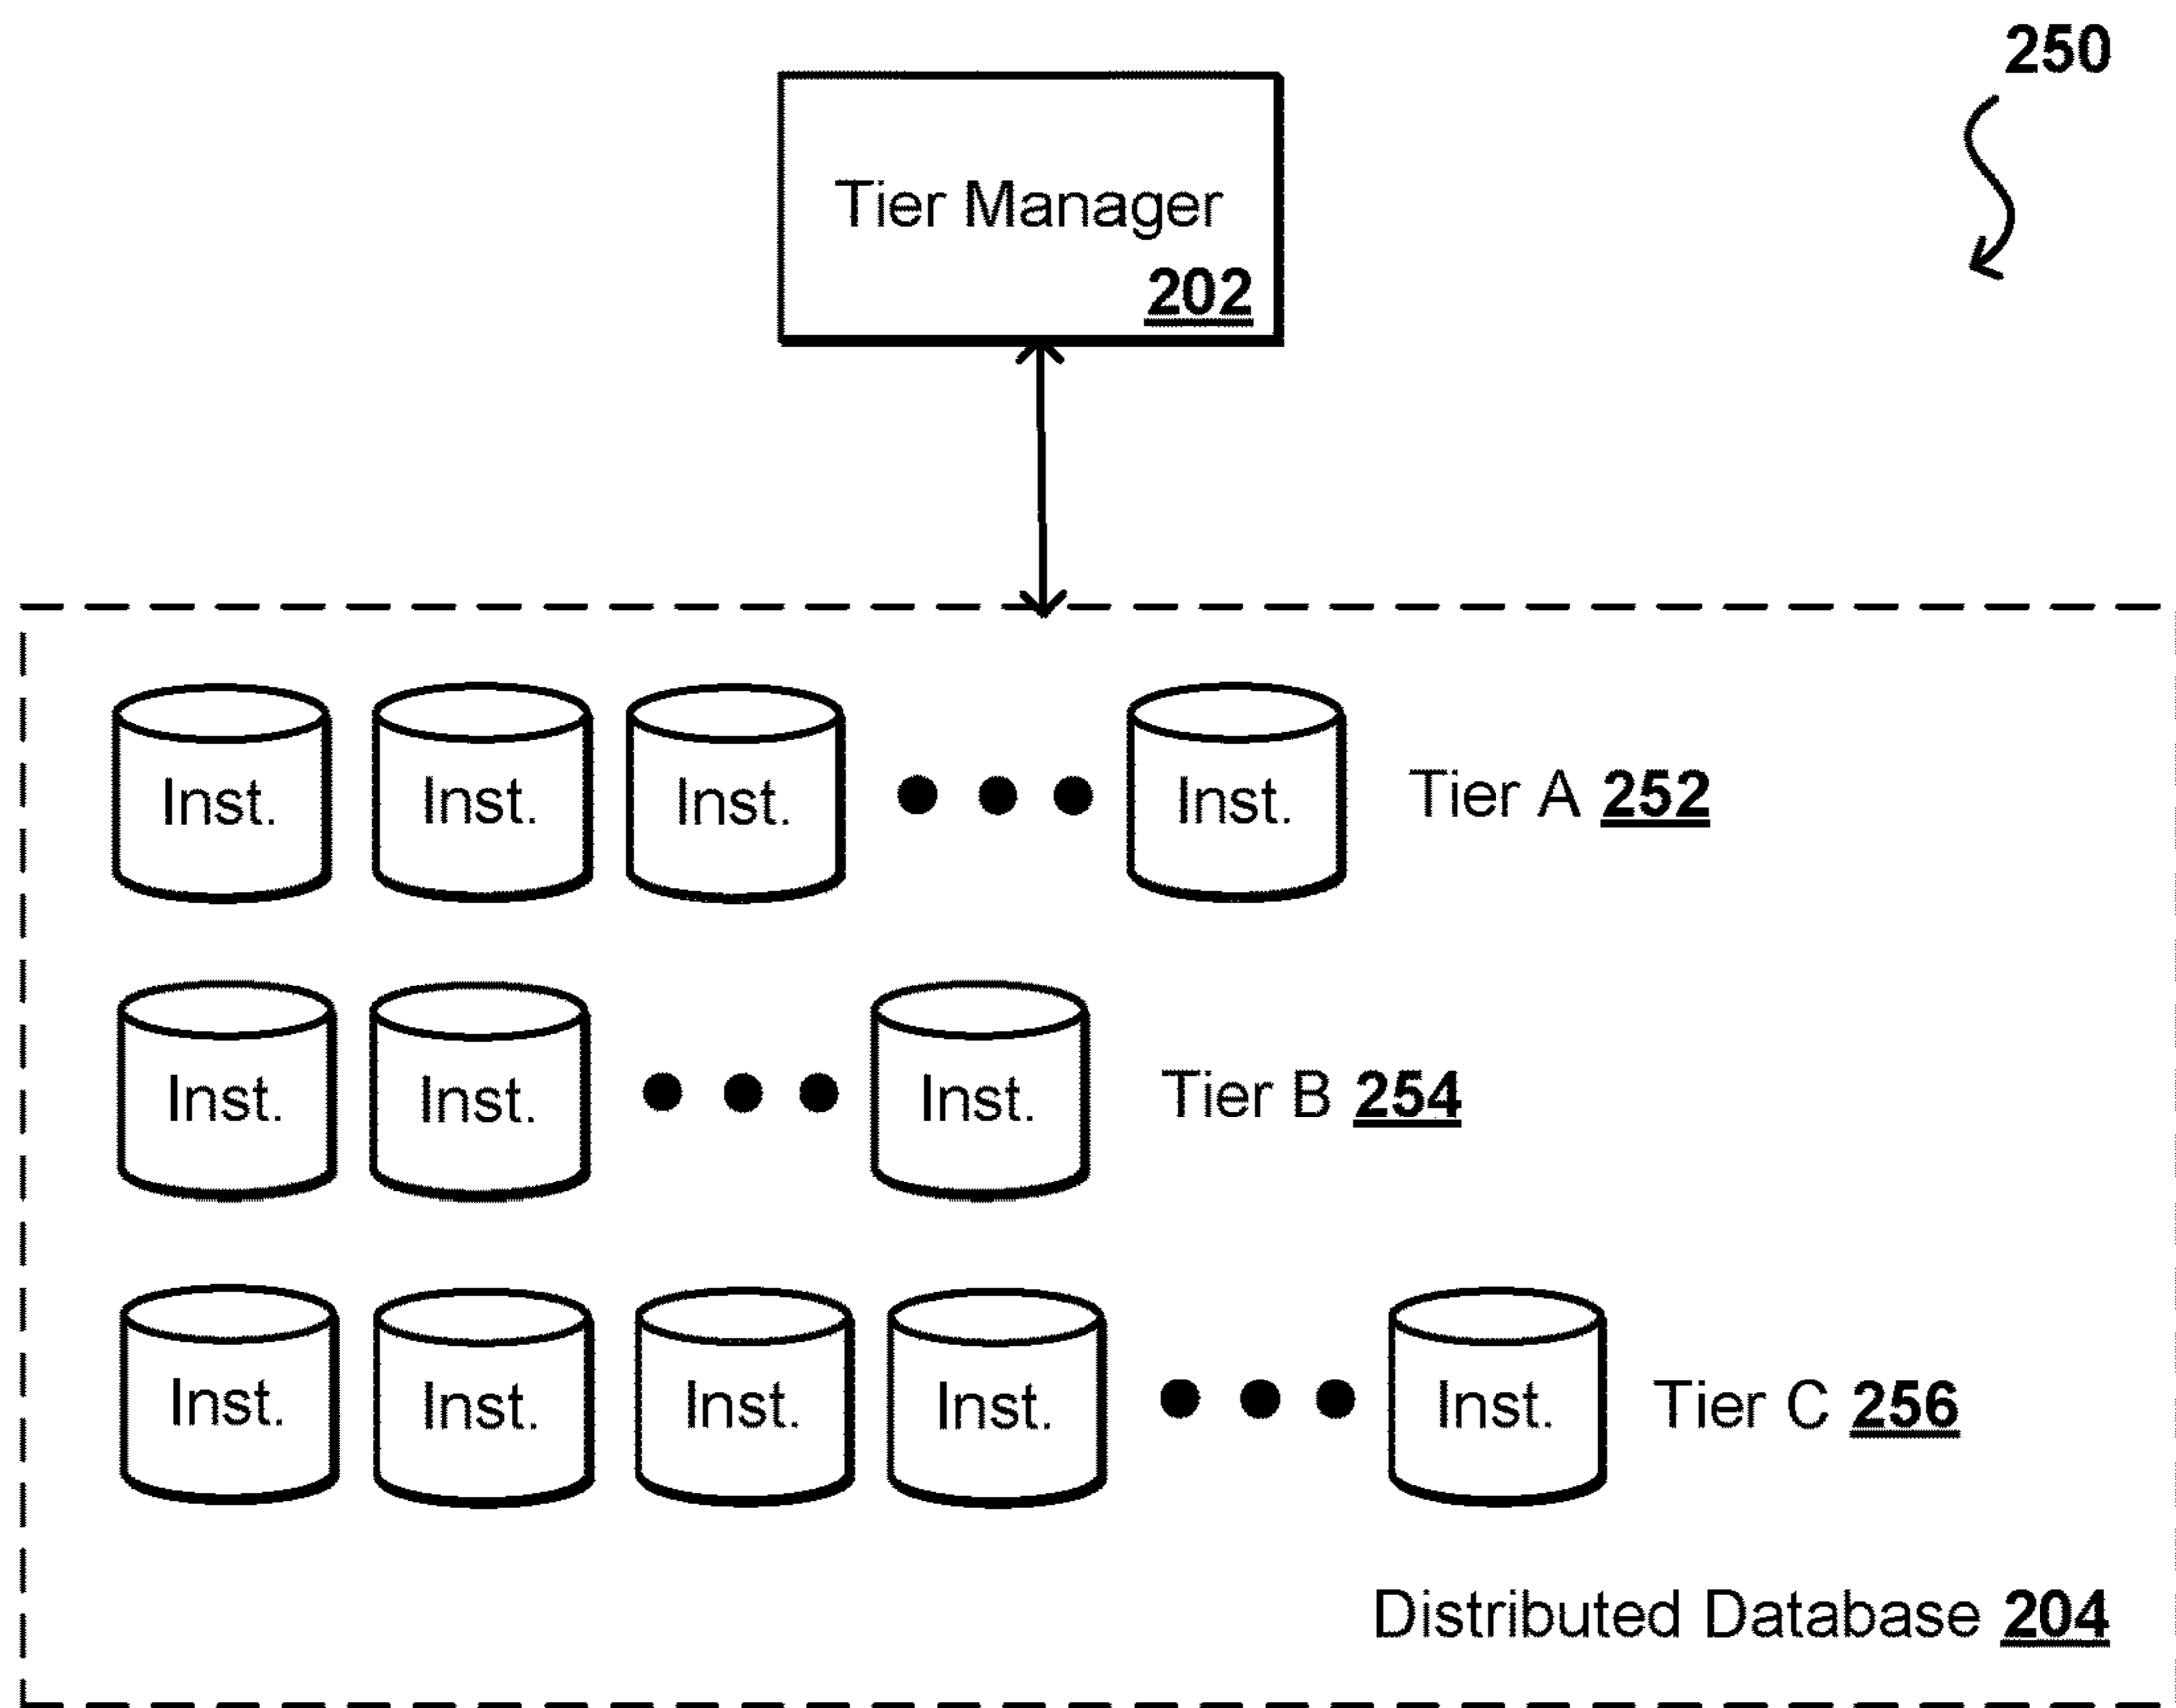 250
Tier Manager
202
Inst. Inst. Inst. Inst. Tier A 252
Inst. Inst. Inst. Tier B 254
Inst. Inst. Inst. Inst. Inst. Tier C 256
Distributed Database 204